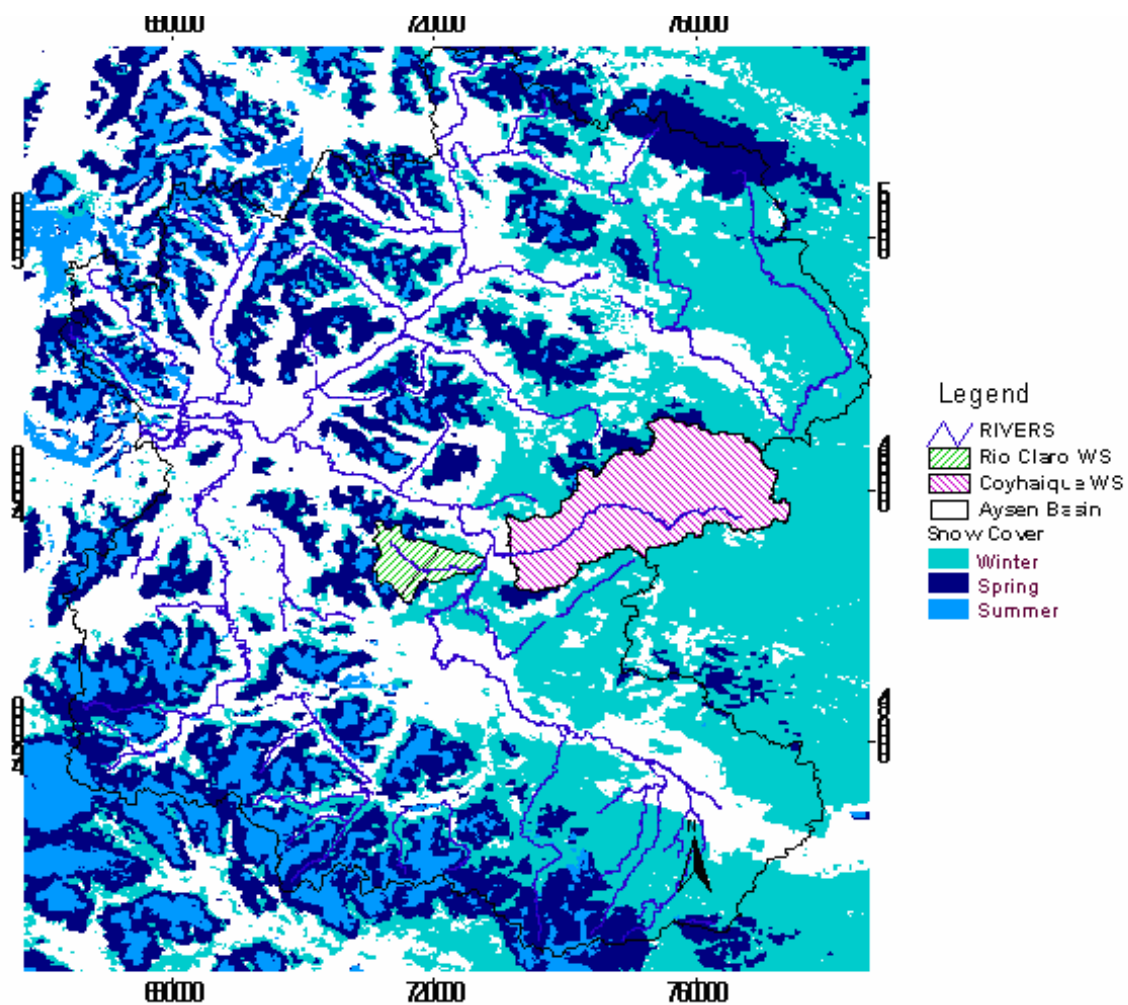 680000 720000 760000
Legend
RIVERS
Rio Claro WS
Coyhaique WS
Aysen Basin
Snow Cover
Winter
Spring
Summer
N
680000 720000 760000